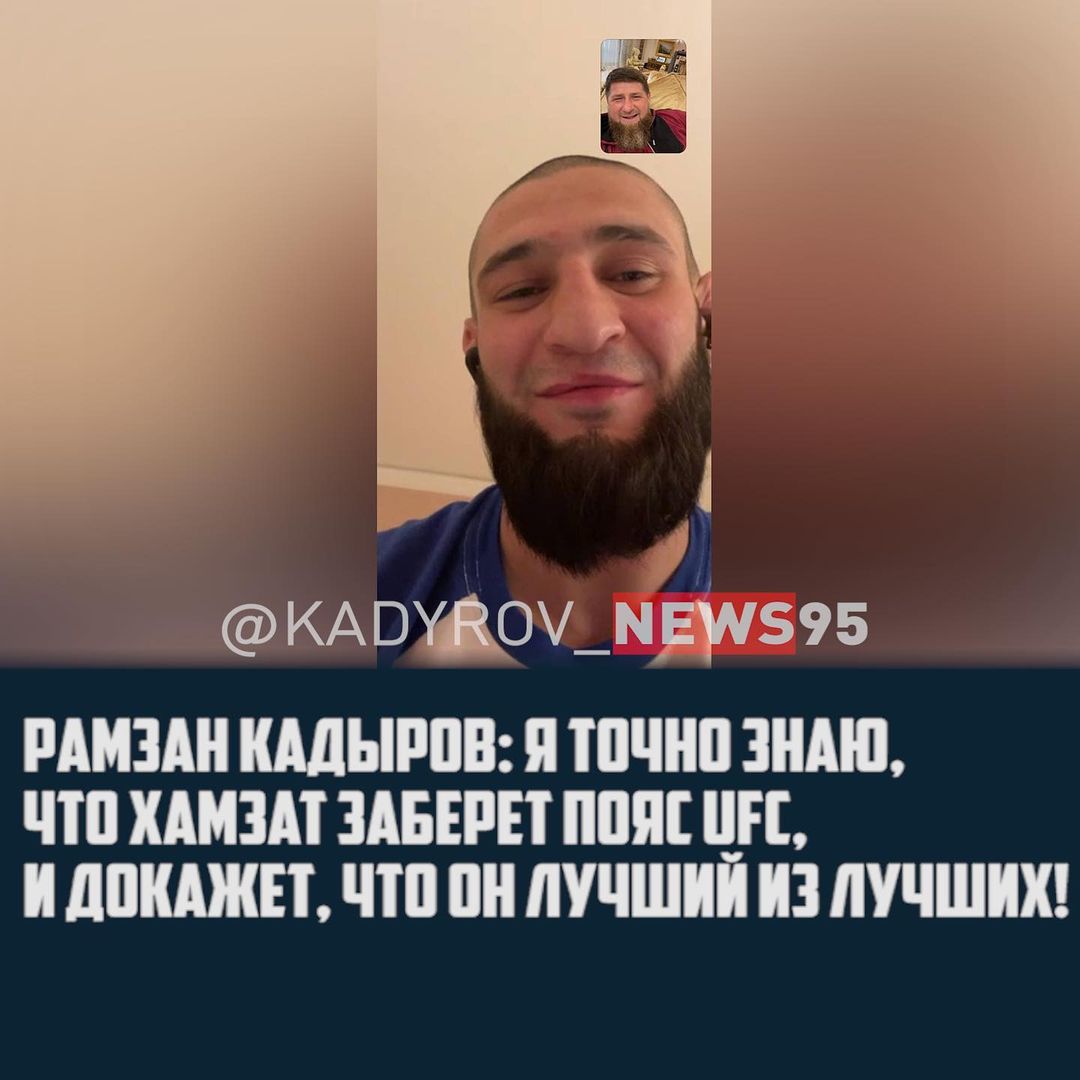 @KADYROV_NEWS95
РАМЗАН КАДЫРОВ: Я ТОЧНО ЗНАЮ,
ЧТО ХАМЗАТ ЗАБЕРЕТ ПОЯС UFC,
И ДОКАЖЕТ, ЧТО ОН ЛУЧШИЙ ИЗ ЛУЧШИХ!